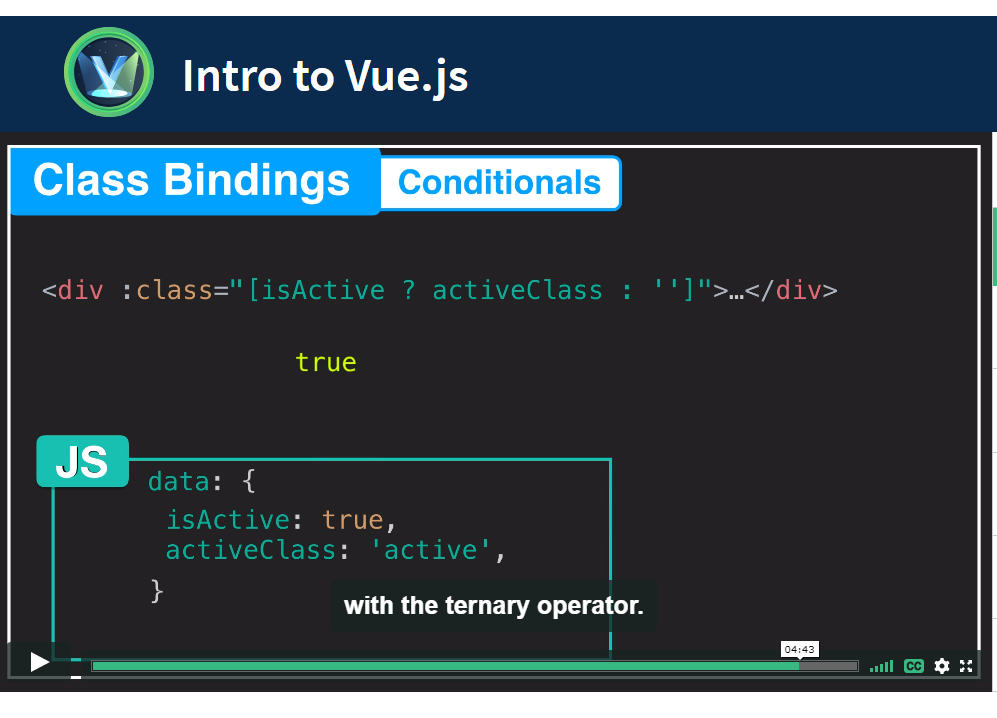 Intro to Vue.js
Class Bindings Conditionals
<div :class="[isActive ? activeClass : '']">…</div>
true
JS
data: {
isActive: true,
activeClass: 'active',
}
with the ternary operator.
04:43
CC